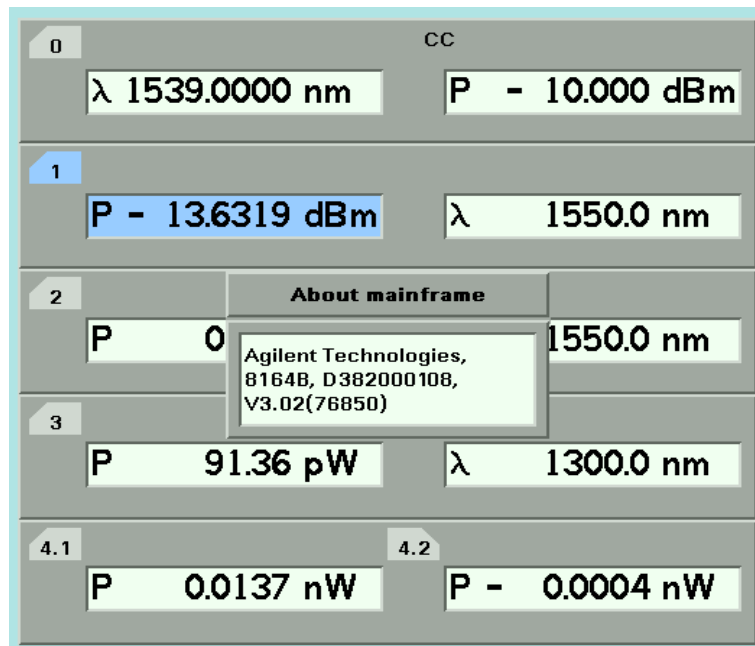 0
CC
λ 1539.0000 nm P - 10.000 dBm
1
P - 13.6319 dBm λ 1550.0 nm
2
About mainframe
P 0 1550.0 nm
Agilent Technologies,
8164B, D382000108,
V3.02(76850)
3
P 91.36 pW λ 1300.0 nm
4.1 4.2
P 0.0137 nW P - 0.0004 nW